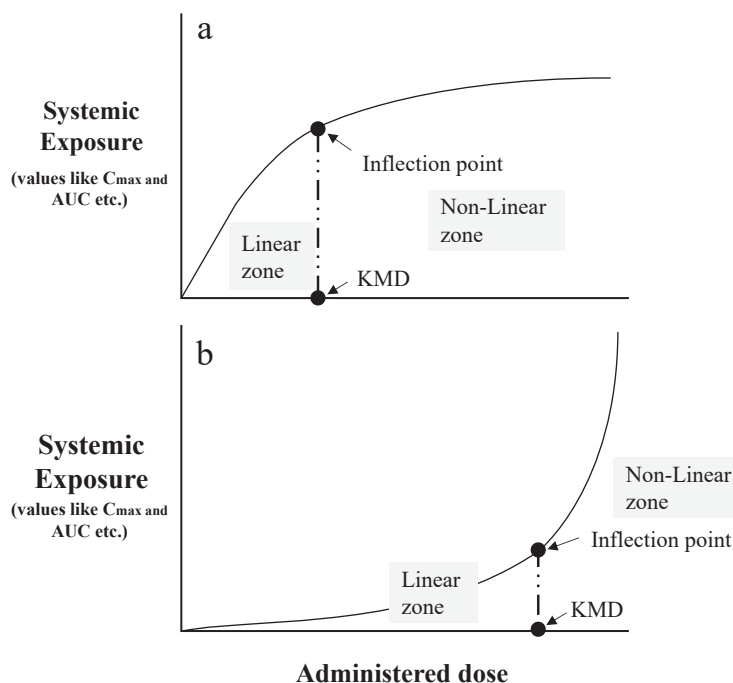 a
Systemic
Exposure
(values like Cmax and
AUC etc.)
Inflection point
Non-Linear
zone
Linear
zone
KMD
b
Systemic
Exposure
(values like Cmax and
AUC etc.)
Non-Linear
zone
Inflection point
Linear
zone
KMD
Administered dose